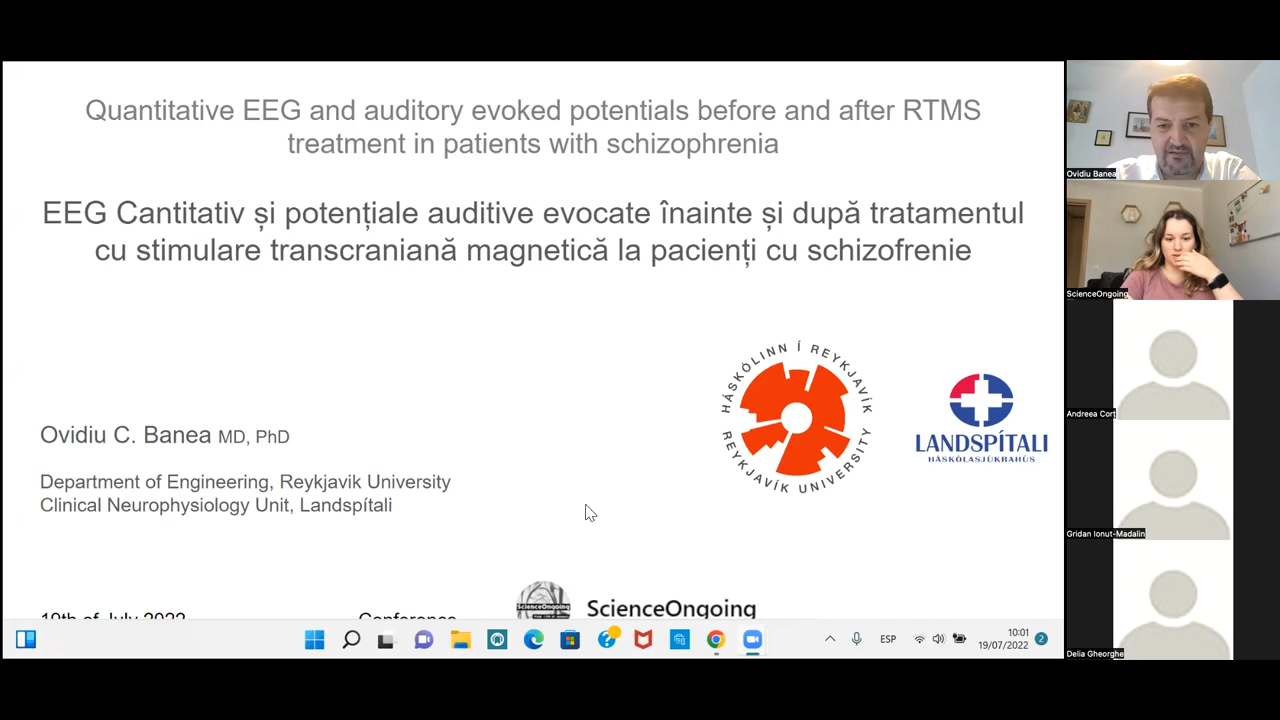 Quantitative EEG and auditory evoked potentials before and after RTMS
treatment in patients with schizophrenia
EEG Cantitativ și potențiale auditive evocate înainte și după tratamentul
cu stimulare transcraniană magnetică la pacienți cu schizofrenie
HÁSKÓLINN Í REYKJAVÍK
REYKJAVÍK UNIVERSITY
LANDSPÍTALI
HÁSKÓLASJÚKRAHÚS
Ovidiu C. Banea MD, PhD
Department of Engineering, Reykjavik University
Clinical Neurophysiology Unit, Landspítali
19th of July 2022
Conference
ScienceOngoing
ScienceOngoing
ESP
10:01
19/07/2022
2
Ovidiu Banea
ScienceOngoing
Andreea Corț
Gridan Ionut-Madalin
Delia Gheorghe